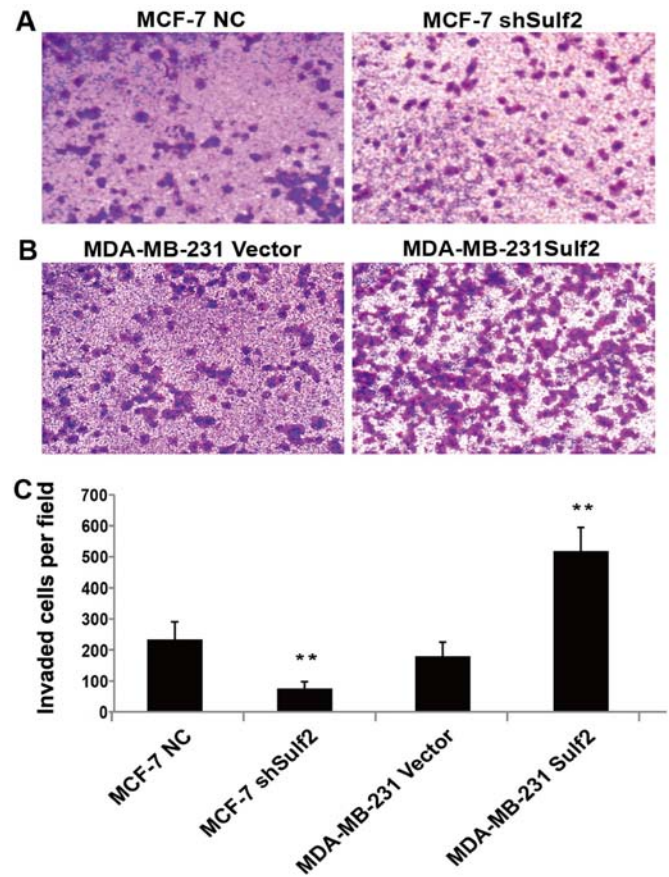 A MCF-7 NC MCF-7 shSulf2
B MDA-MB-231 Vector MDA-MB-231Sulf2
C
Invaded cells per field
700
600
500
400
300
200
100
0
**
**
MCF-7 NC
MCF-7 shSulf2
MDA-MB-231 Vector
MDA-MB-231 Sulf2